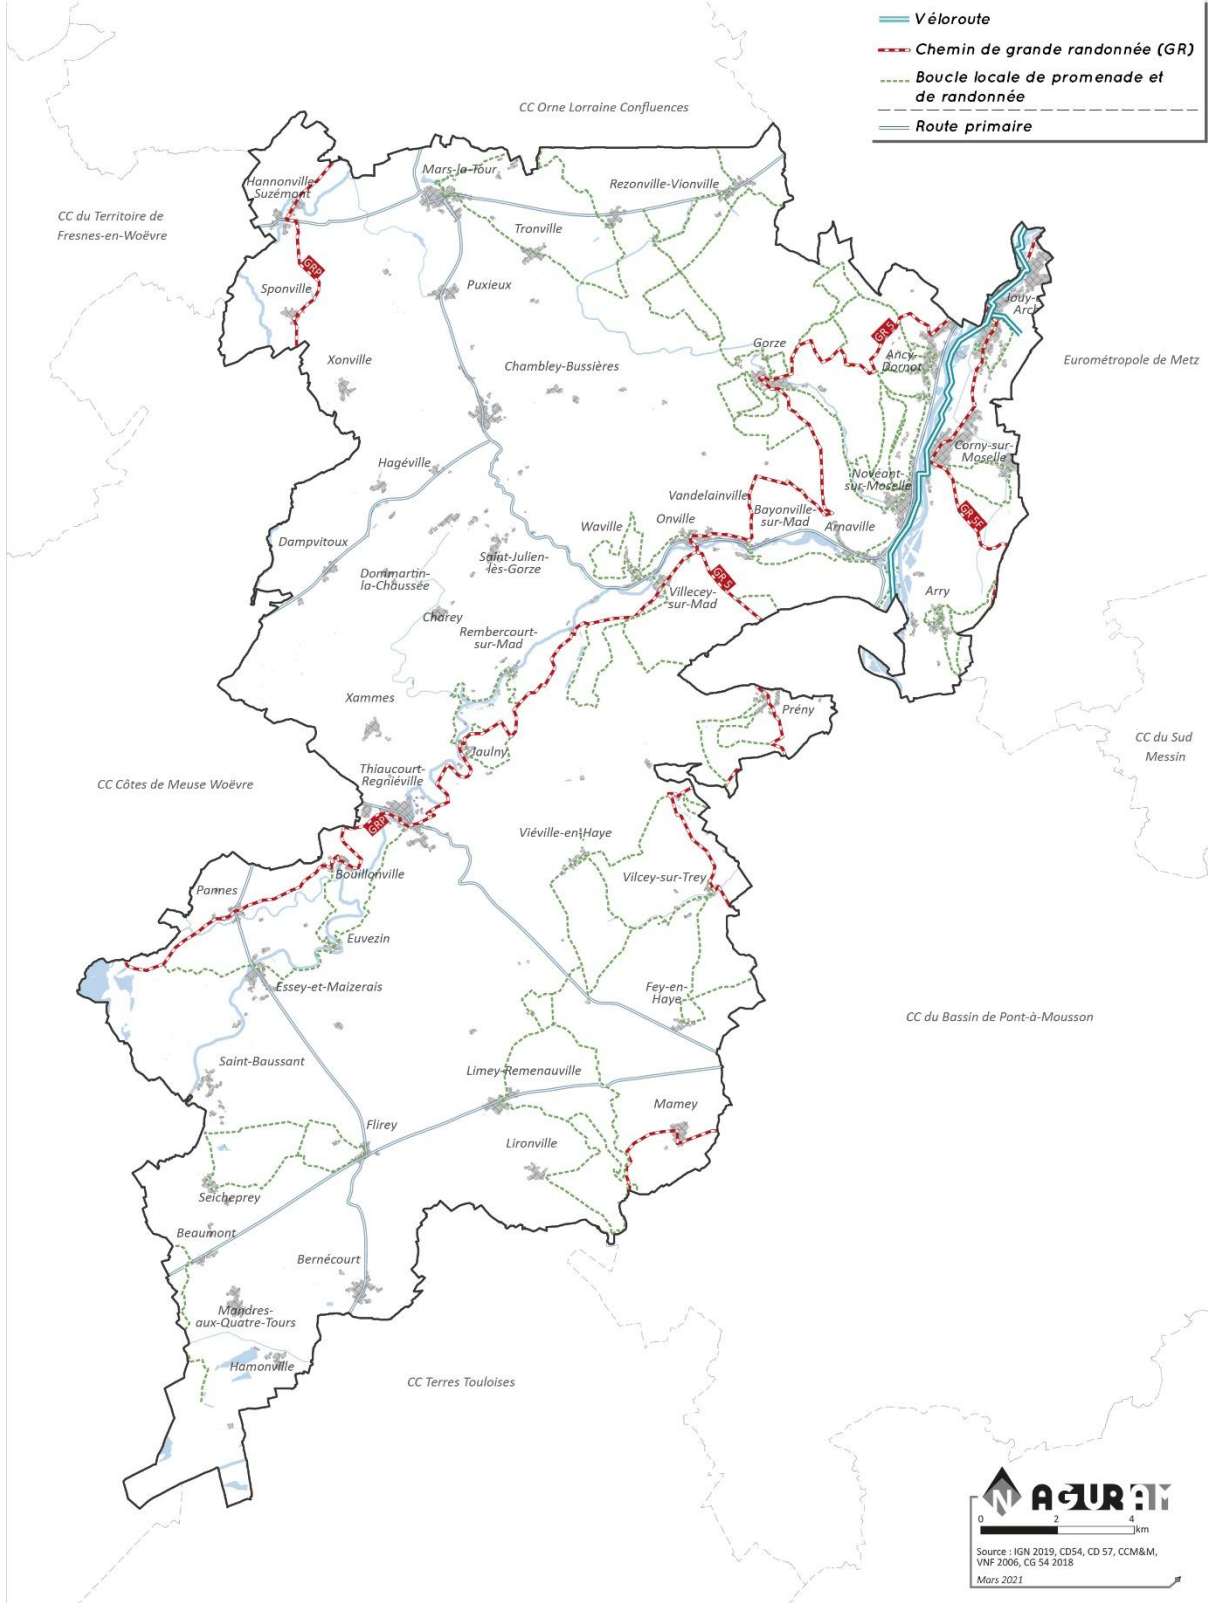 Véloroute
Chemin de grande randonnée (GR)
Boucle locale de promenade et
de randonnée
Route primaire
CC Orne Lorraine Confluences
Mars-la-Tour
Hannonville-
Suzémont
Rezonville-Vionville
CC du Territoire de
Fresnes-en-Woëvre
Tronville
GRP
Sponville
Puxieux
Jouy-
Arch
GR 5
Gorze
Ancy-
Dornot
Xonville
Chambley-Bussières
Eurométropole de Metz
Corny-sur-
Moselle
Hagéville
Novéant-
sur-Moselle
Vandelainville
Bayonville-
sur-Mad
GR 5F
Onville
Waville
Arnaville
Dampvitoux
Saint-Julien-
lès-Gorze
Dommartin-
la-Chaussée
GR 5
Villecey-
sur-Mad
Arry
Charey
Rembercourt-
sur-Mad
Xammes
Prény
CC du Sud
Messin
Jaulny
Thiaucourt-
Regniéville
CC Côtes de Meuse Woëvre
GRP
Viéville-en-Haye
Bouillonville
Vilcey-sur-Trey
Pannes
Euvezin
Essey-et-Maizerais
Fey-en-
Haye
CC du Bassin de Pont-à-Mousson
Saint-Baussant
Limey-Remenauville
Mamey
Flirey
Lironville
Seicheprey
Beaumont
Bernécourt
Mandres-
aux-Quatre-Tours
Hamonville
CC Terres Touloises
N AGURAM
0 2 4
km
Source : IGN 2019, CD54, CD 57, CCM&M,
VNF 2006, CG 54 2018
Mars 2021